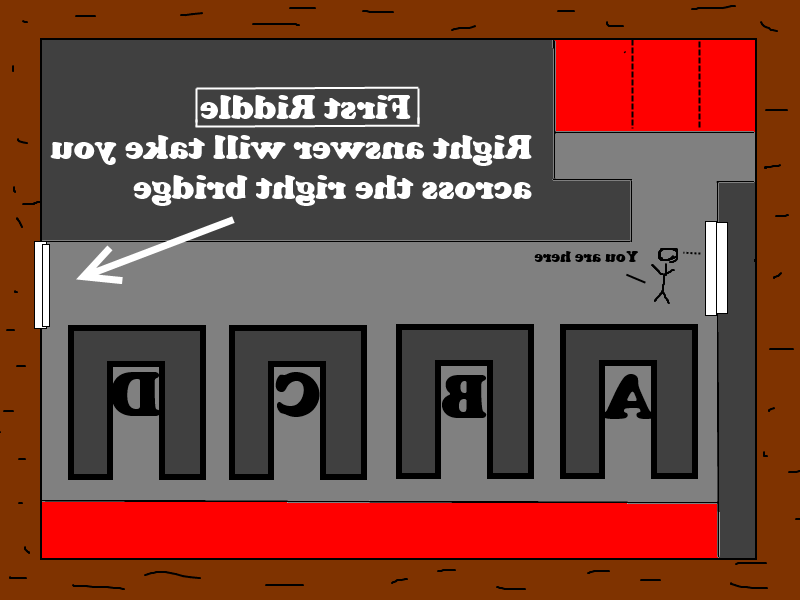 First Riddle
Right answer will take you
across the right bridge
You are here
A B C D